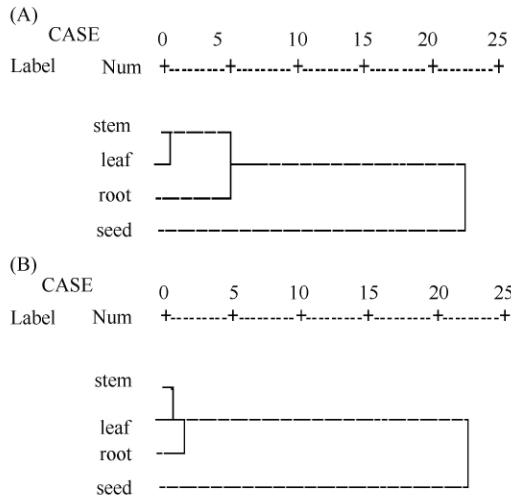 (A)
CASE 0 5 10 15 20 25
Label Num +---------+---------+---------+---------+---------+
stem
leaf
root
seed
(B)
CASE 0 5 10 15 20 25
Label Num +---------+---------+---------+---------+---------+
stem
leaf
root
seed